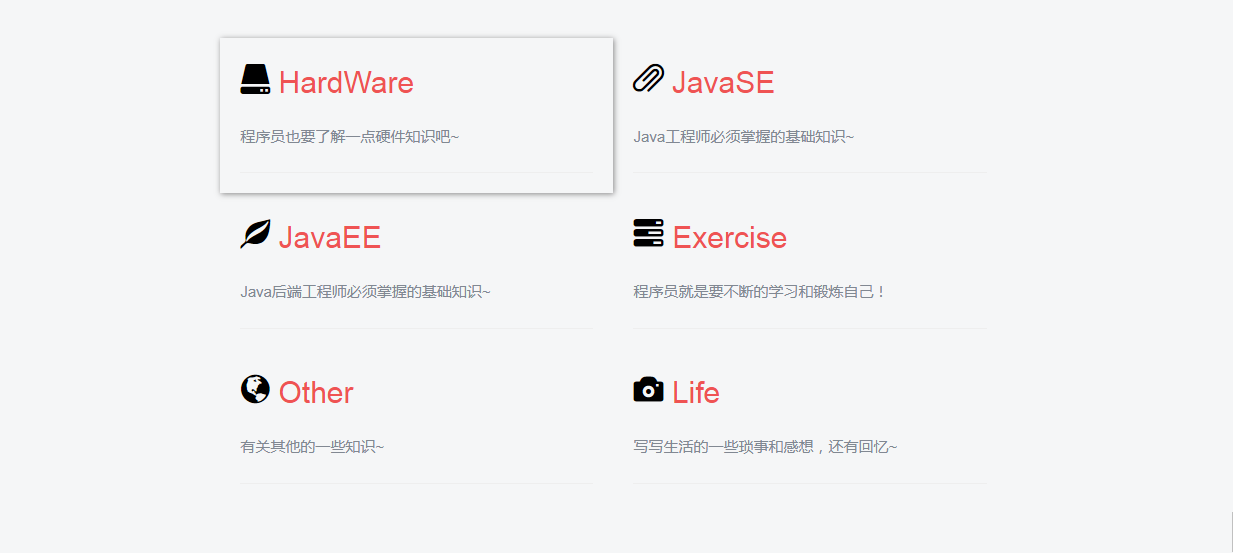 HardWare
程序员也要了解一点硬件知识吧~
JavaSE
Java工程师必须掌握的基础知识~
JavaEE
Java后端工程师必须掌握的基础知识~
Exercise
程序员就是要不断的学习和锻炼自己！
Other
有关其他的一些知识~
Life
写写生活的一些琐事和感想，还有回忆~